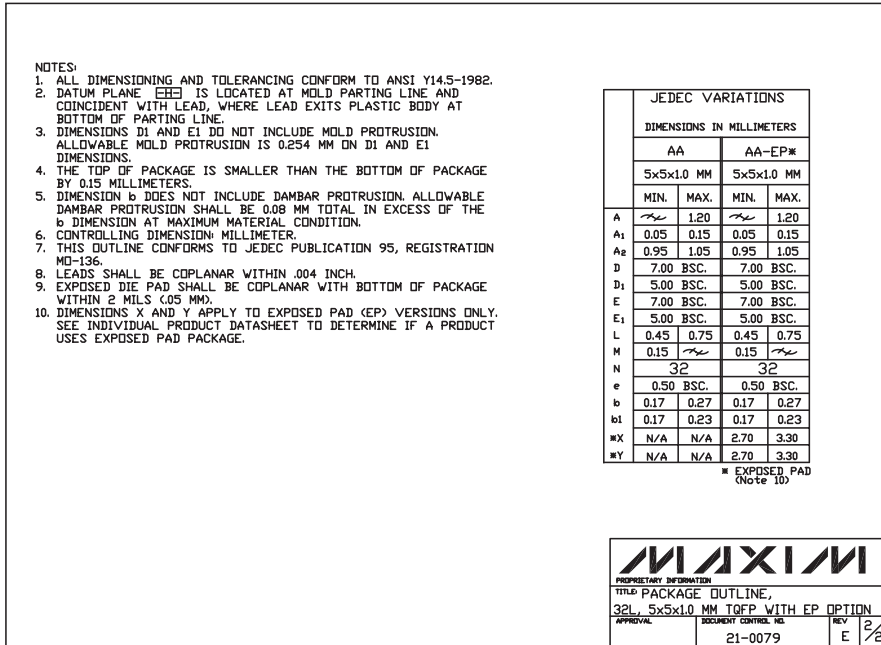 NOTES:
1. ALL DIMENSIONING AND TOLERANCING CONFORM TO ANSI Y14.5-1982.
2. DATUM PLANE -H- IS LOCATED AT MOLD PARTING LINE AND
COINCIDENT WITH LEAD, WHERE LEAD EXITS PLASTIC BODY AT
BOTTOM OF PARTING LINE.
3. DIMENSIONS D1 AND E1 DO NOT INCLUDE MOLD PROTRUSION.
ALLOWABLE MOLD PROTRUSION IS 0.254 MM ON D1 AND E1
DIMENSIONS.
4. THE TOP OF PACKAGE IS SMALLER THAN THE BOTTOM OF PACKAGE
BY 0.15 MILLIMETERS.
5. DIMENSION b DOES NOT INCLUDE DAMBAR PROTRUSION. ALLOWABLE
DAMBAR PROTRUSION SHALL BE 0.08 MM TOTAL IN EXCESS OF THE
b DIMENSION AT MAXIMUM MATERIAL CONDITION.
6. CONTROLLING DIMENSION: MILLIMETER.
7. THIS OUTLINE CONFORMS TO JEDEC PUBLICATION 95, REGISTRATION
MO-136.
8. LEADS SHALL BE COPLANAR WITHIN .004 INCH.
9. EXPOSED DIE PAD SHALL BE COPLANAR WITH BOTTOM OF PACKAGE
WITHIN 2 MILS (.05 MM).
10. DIMENSIONS X AND Y APPLY TO EXPOSED PAD (EP) VERSIONS ONLY.
SEE INDIVIDUAL PRODUCT DATASHEET TO DETERMINE IF A PRODUCT
USES EXPOSED PAD PACKAGE.
JEDEC VARIATIONS
DIMENSIONS IN MILLIMETERS
AA AA-EP*
5x5x1.0 MM 5x5x1.0 MM
MIN. MAX. MIN. MAX.
A 1.20 1.20
A1 0.05 0.15 0.05 0.15
A2 0.95 1.05 0.95 1.05
D 7.00 BSC. 7.00 BSC.
D1 5.00 BSC. 5.00 BSC.
E 7.00 BSC. 7.00 BSC.
E1 5.00 BSC. 5.00 BSC.
L 0.45 0.75 0.45 0.75
M 0.15 0.15
N 32 32
e 0.50 BSC. 0.50 BSC.
b 0.17 0.27 0.17 0.27
b1 0.17 0.23 0.17 0.23
*X N/A N/A 2.70 3.30
*Y N/A N/A 2.70 3.30
* EXPOSED PAD
(Note 10)
MAXIM
PROPRIETARY INFORMATION
TITLE: PACKAGE OUTLINE,
32L, 5x5x1.0 MM TQFP WITH EP OPTION
APPROVAL DOCUMENT CONTROL NO. REV
21-0079 E 2/2